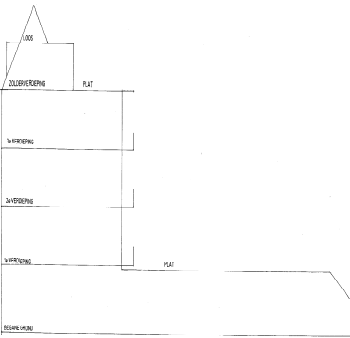 LOOS
ZOLDERVERDIEPING PLAT
3e VERDIEPING
2e VERDIEPING
1e VERDIEPING
PLAT
BEGANE GROND